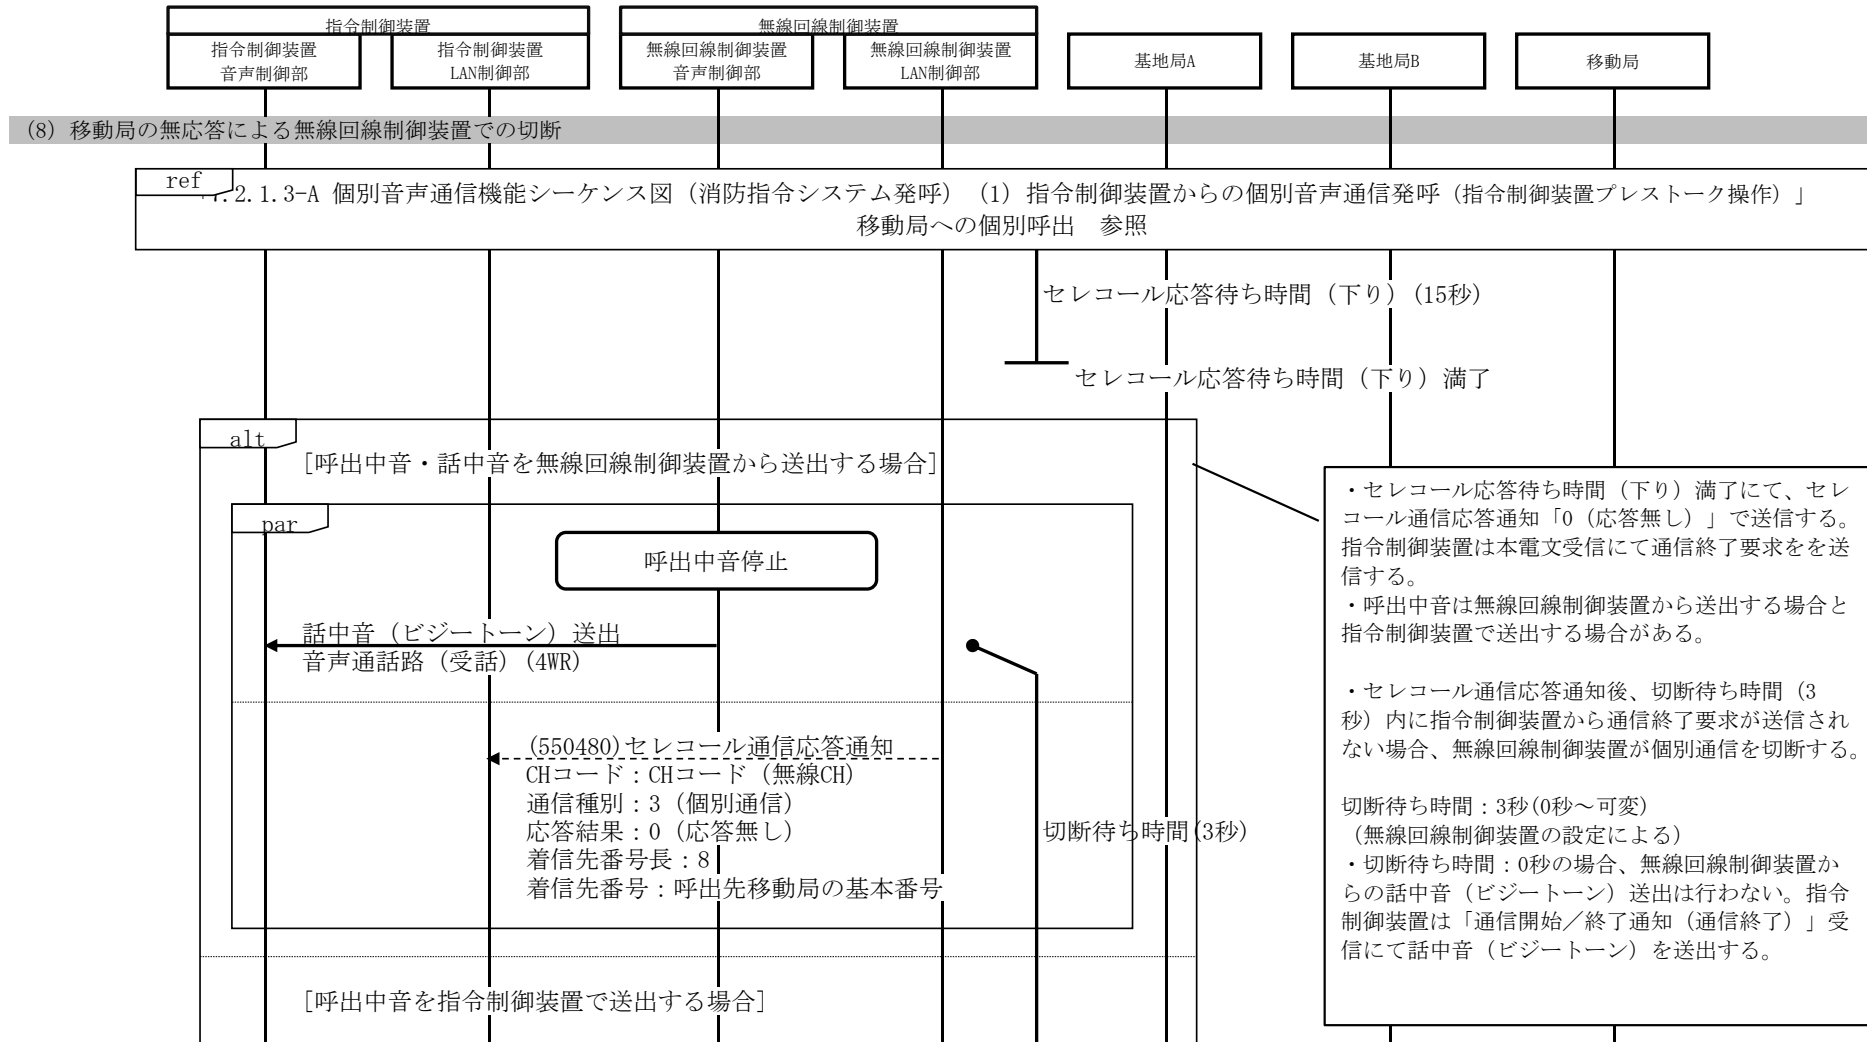 指令制御装置
無線回線制御装置
指令制御装置
音声制御部
指令制御装置
LAN制御部
無線回線制御装置
音声制御部
無線回線制御装置
LAN制御部
基地局A
基地局B
移動局
(8) 移動局の無応答による無線回線制御装置での切断
ref
.2.1.3-A 個別音声通信機能シーケンス図（消防指令システム発呼）（1）指令制御装置からの個別音声通信発呼（指令制御装置プレストーク操作）」
移動局への個別呼出　参照
セレコール応答待ち時間（下り）(15秒)
セレコール応答待ち時間（下り）満了
alt
[呼出中音・話中音を無線回線制御装置から送出する場合]
par
呼出中音停止
話中音（ビジートーン）送出
音声通話路（受話）(4WR)
(550480)セレコール通信応答通知
CHコード：CHコード（無線CH）
通信種別：3（個別通信）
応答結果：0（応答無し）
着信先番号長：8
着信先番号：呼出先移動局の基本番号
切断待ち時間(3秒)
[呼出中音を指令制御装置で送出する場合]
・セレコール応答待ち時間（下り）満了にて、セレ
コール通信応答通知「0（応答無し）」で送信する。
指令制御装置は本電文受信にて通信終了要求をを送
信する。
・呼出中音は無線回線制御装置から送出する場合と
指令制御装置で送出する場合がある。
・セレコール通信応答通知後、切断待ち時間（3
秒）内に指令制御装置から通信終了要求が送信され
ない場合、無線回線制御装置が個別通信を切断する。
切断待ち時間：3秒(0秒～可変)
（無線回線制御装置の設定による）
・切断待ち時間：0秒の場合、無線回線制御装置か
らの話中音（ビジートーン）送出は行わない。指令
制御装置は「通信開始／終了通知（通信終了）」受
信にて話中音（ビジートーン）を送出する。